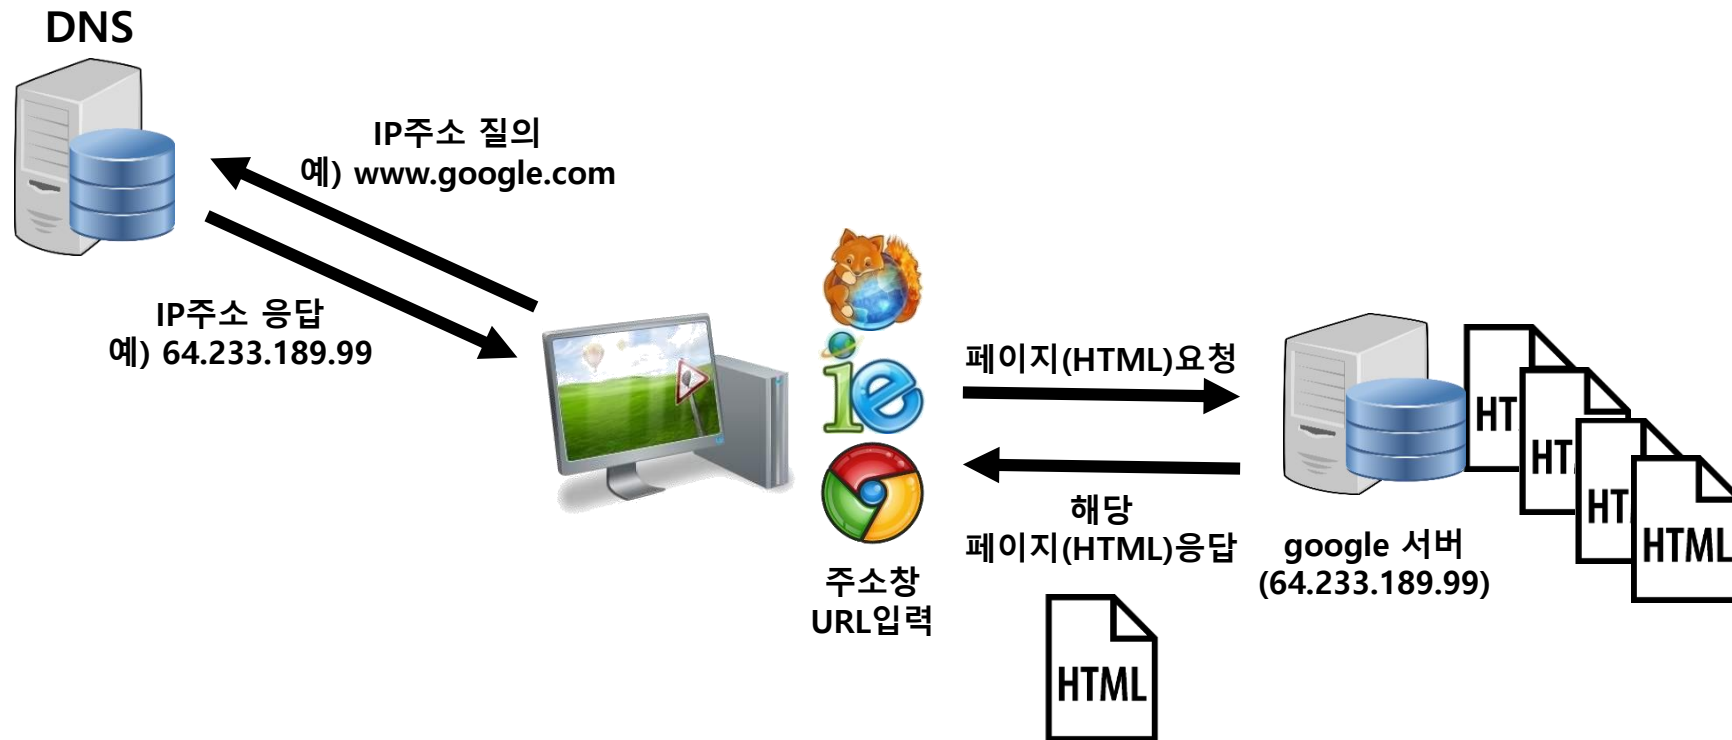 DNS
IP주소 질의
예) www.google.com
IP주소 응답
예) 64.233.189.99
ie
주소창
URL입력
페이지(HTML)요청
해당
페이지(HTML)응답
HTML
HT
HT
HT
HTML
google 서버
(64.233.189.99)